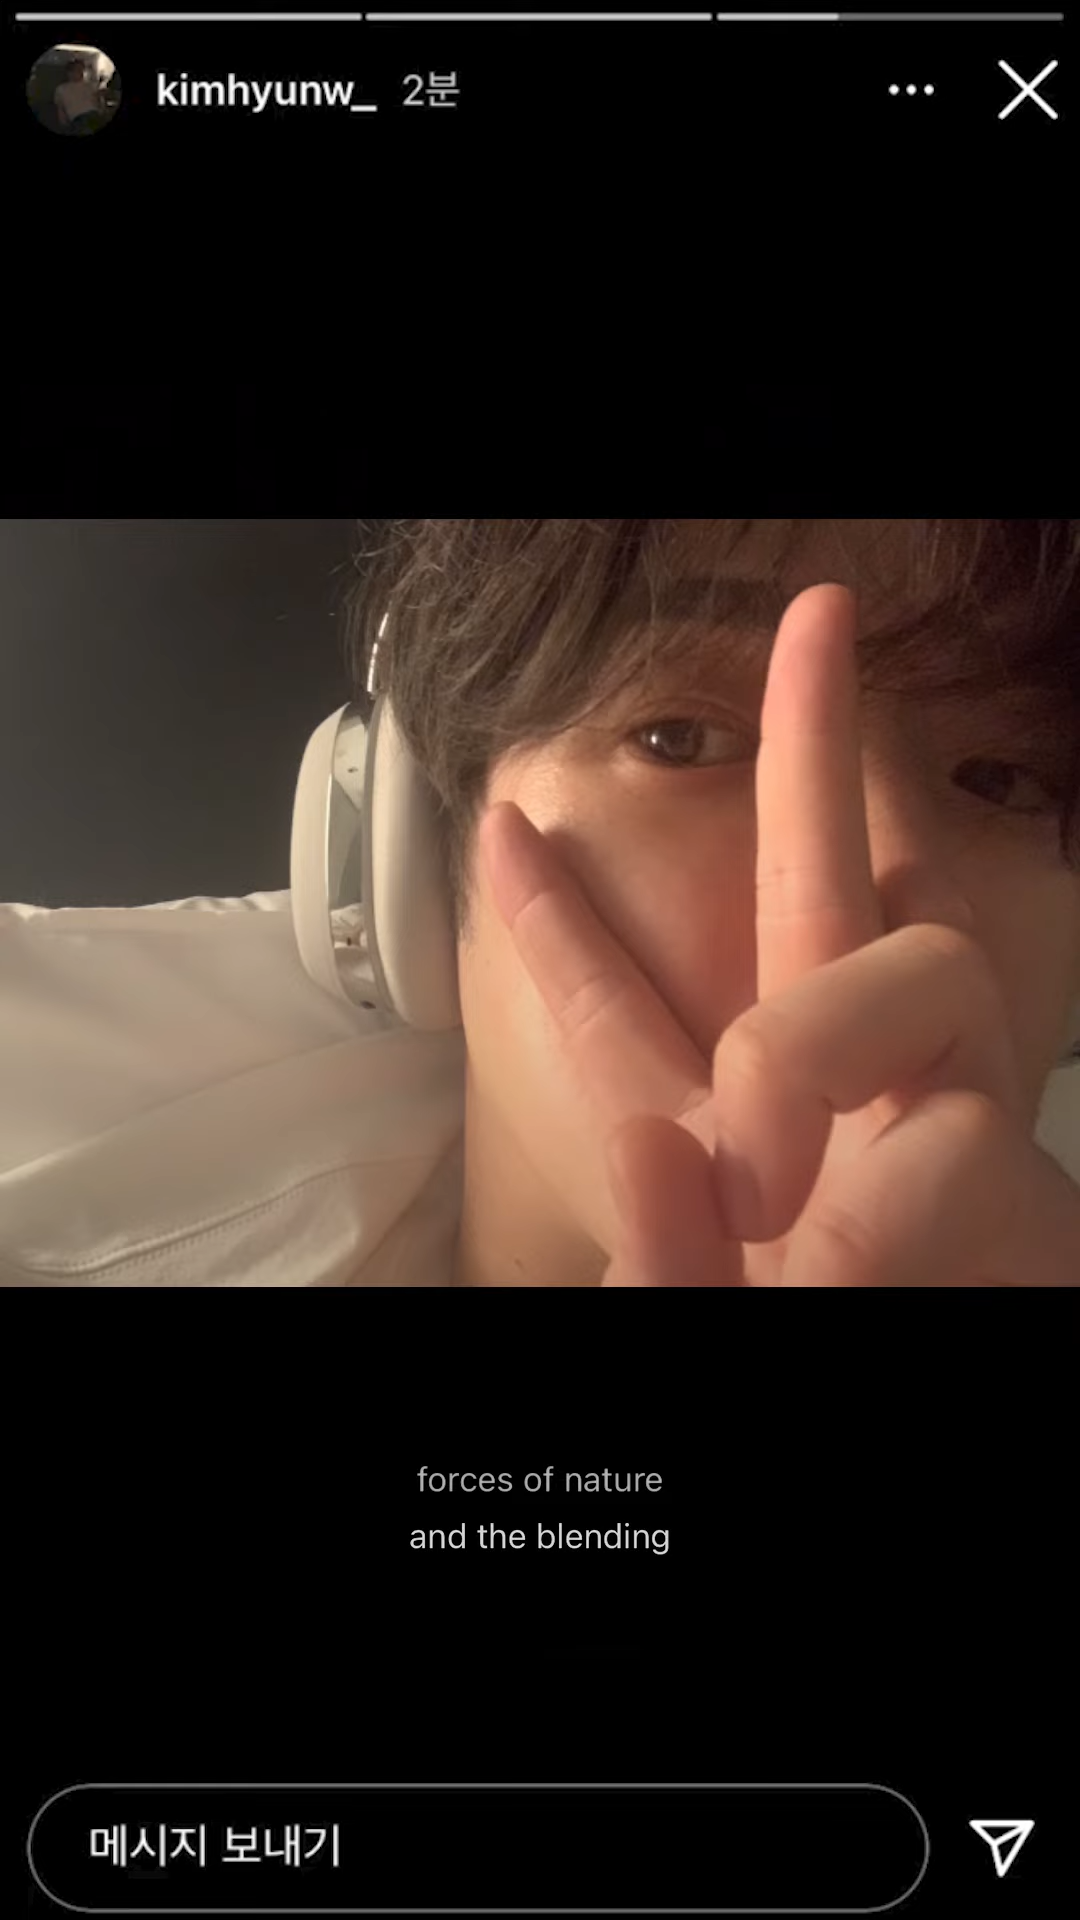 kimhyunw_ 2분
forces of nature
and the blending
메시지 보내기